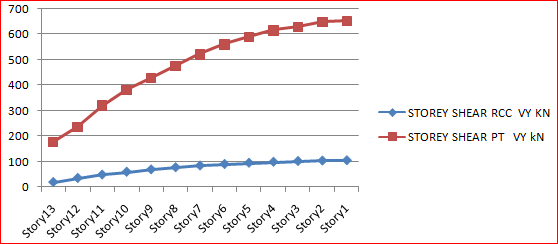 700
600
500
400
300
200
100
0
Story13
Story12
Story11
Story10
Story9
Story8
Story7
Story6
Story5
Story4
Story3
Story2
Story1
STOREY SHEAR RCC VY KN
STOREY SHEAR PT VY kN